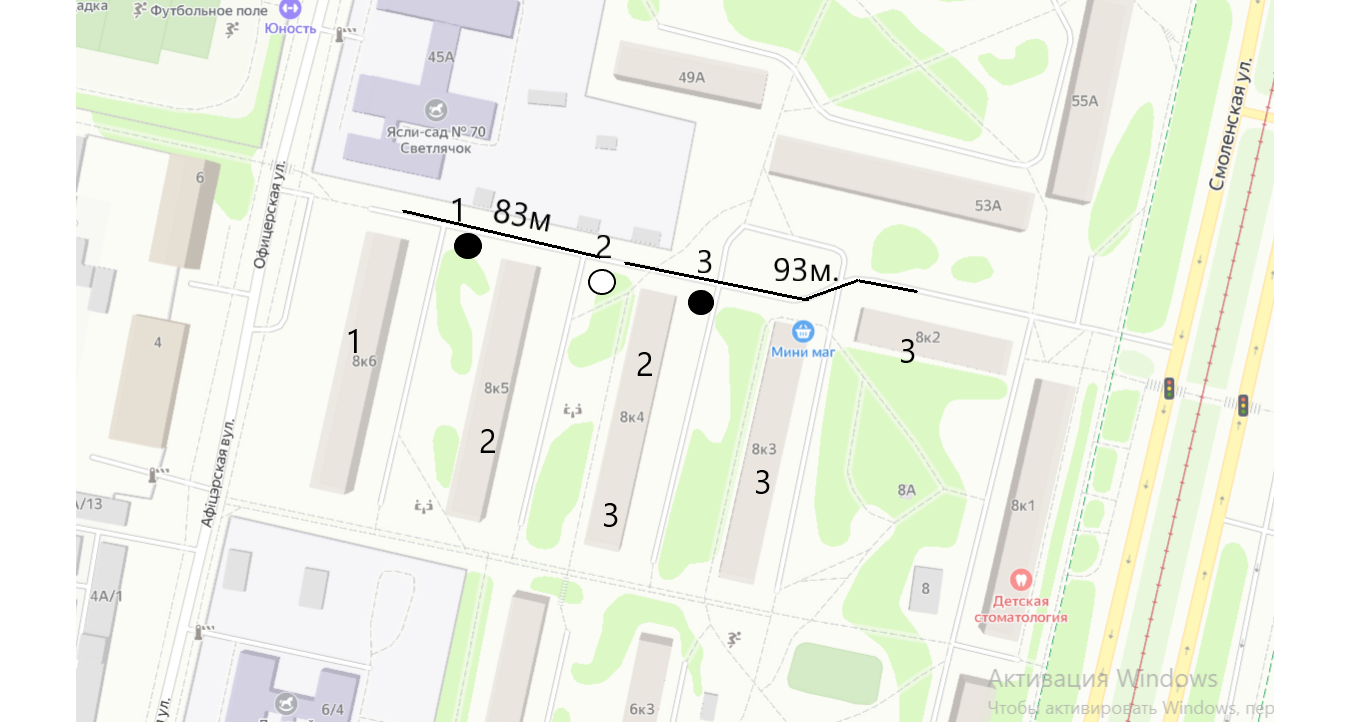 адка
Футбольное поле
Юность
45А
49А
55А
Смоленская ул.
Ясли-сад № 70
Светлячок
6
Офицерская ул.
53А
1 83м
2
3
93м.
4
1
8к6
8к5
2
2
8к4
3
Мини маг
8к2
3
8к3
3
Афіцэрская вул.
А/13
8А
8к1
4А/1
8
Детская
стоматология
6/4
6к3
Активация Windows
Чтобы активировать Windows, пер